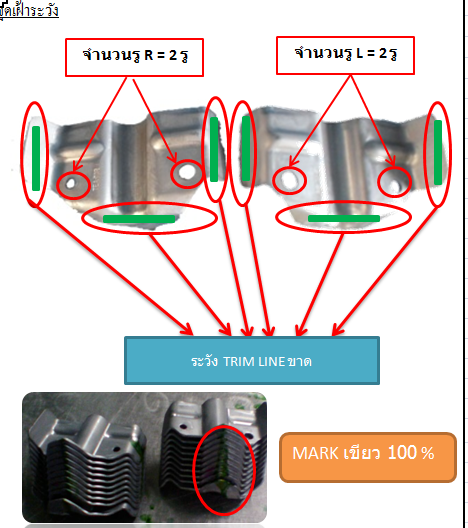 จุดเฝ้าระวัง
จำนวนรู R = 2 รู
จำนวนรู L = 2 รู
ระวัง TRIM LINE ขาด
MARK เขียว 100 %